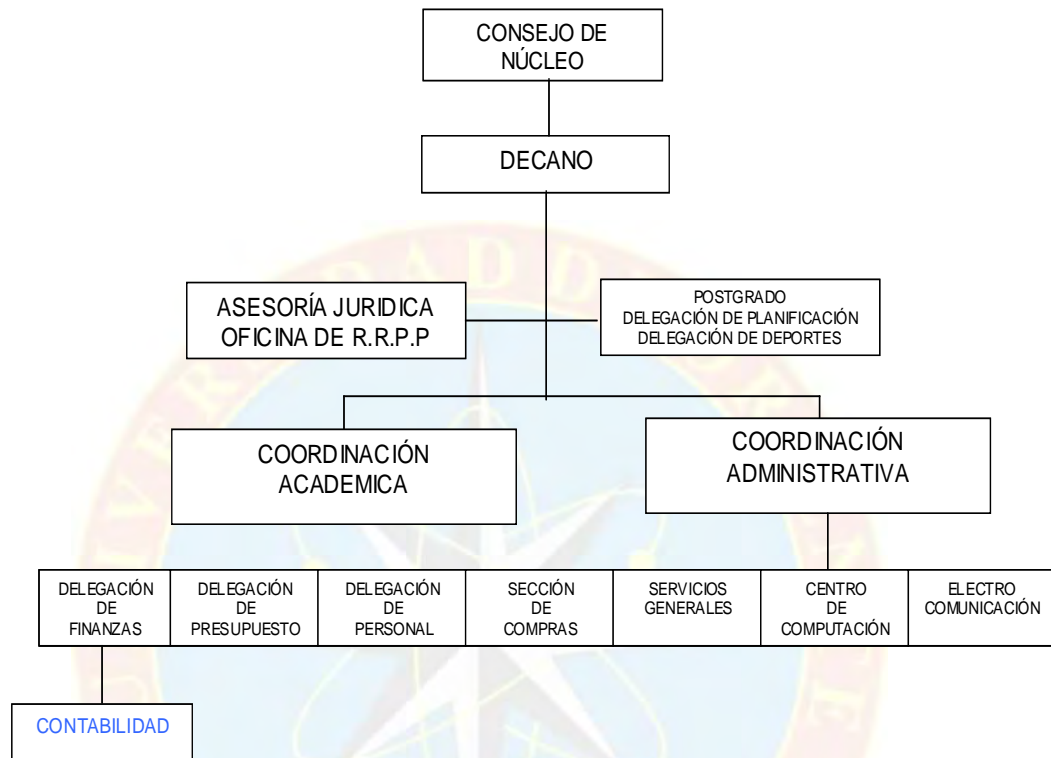 CONSEJO DE
NÚCLEO
DECANO
ASESORÍA JURIDICA
OFICINA DE R.R.P.P
POSTGRADO
DELEGACIÓN DE PLANIFICACIÓN
DELEGACIÓN DE DEPORTES
COORDINACIÓN
ACADEMICA
COORDINACIÓN
ADMINISTRATIVA
DELEGACIÓN
DE
FINANZAS
DELEGACIÓN
DE
PRESUPUESTO
DELEGACIÓN
DE
PERSONAL
SECCIÓN
DE
COMPRAS
SERVICIOS
GENERALES
CENTRO
DE
COMPUTACIÓN
ELECTRO
COMUNICACIÓN
CONTABILIDAD